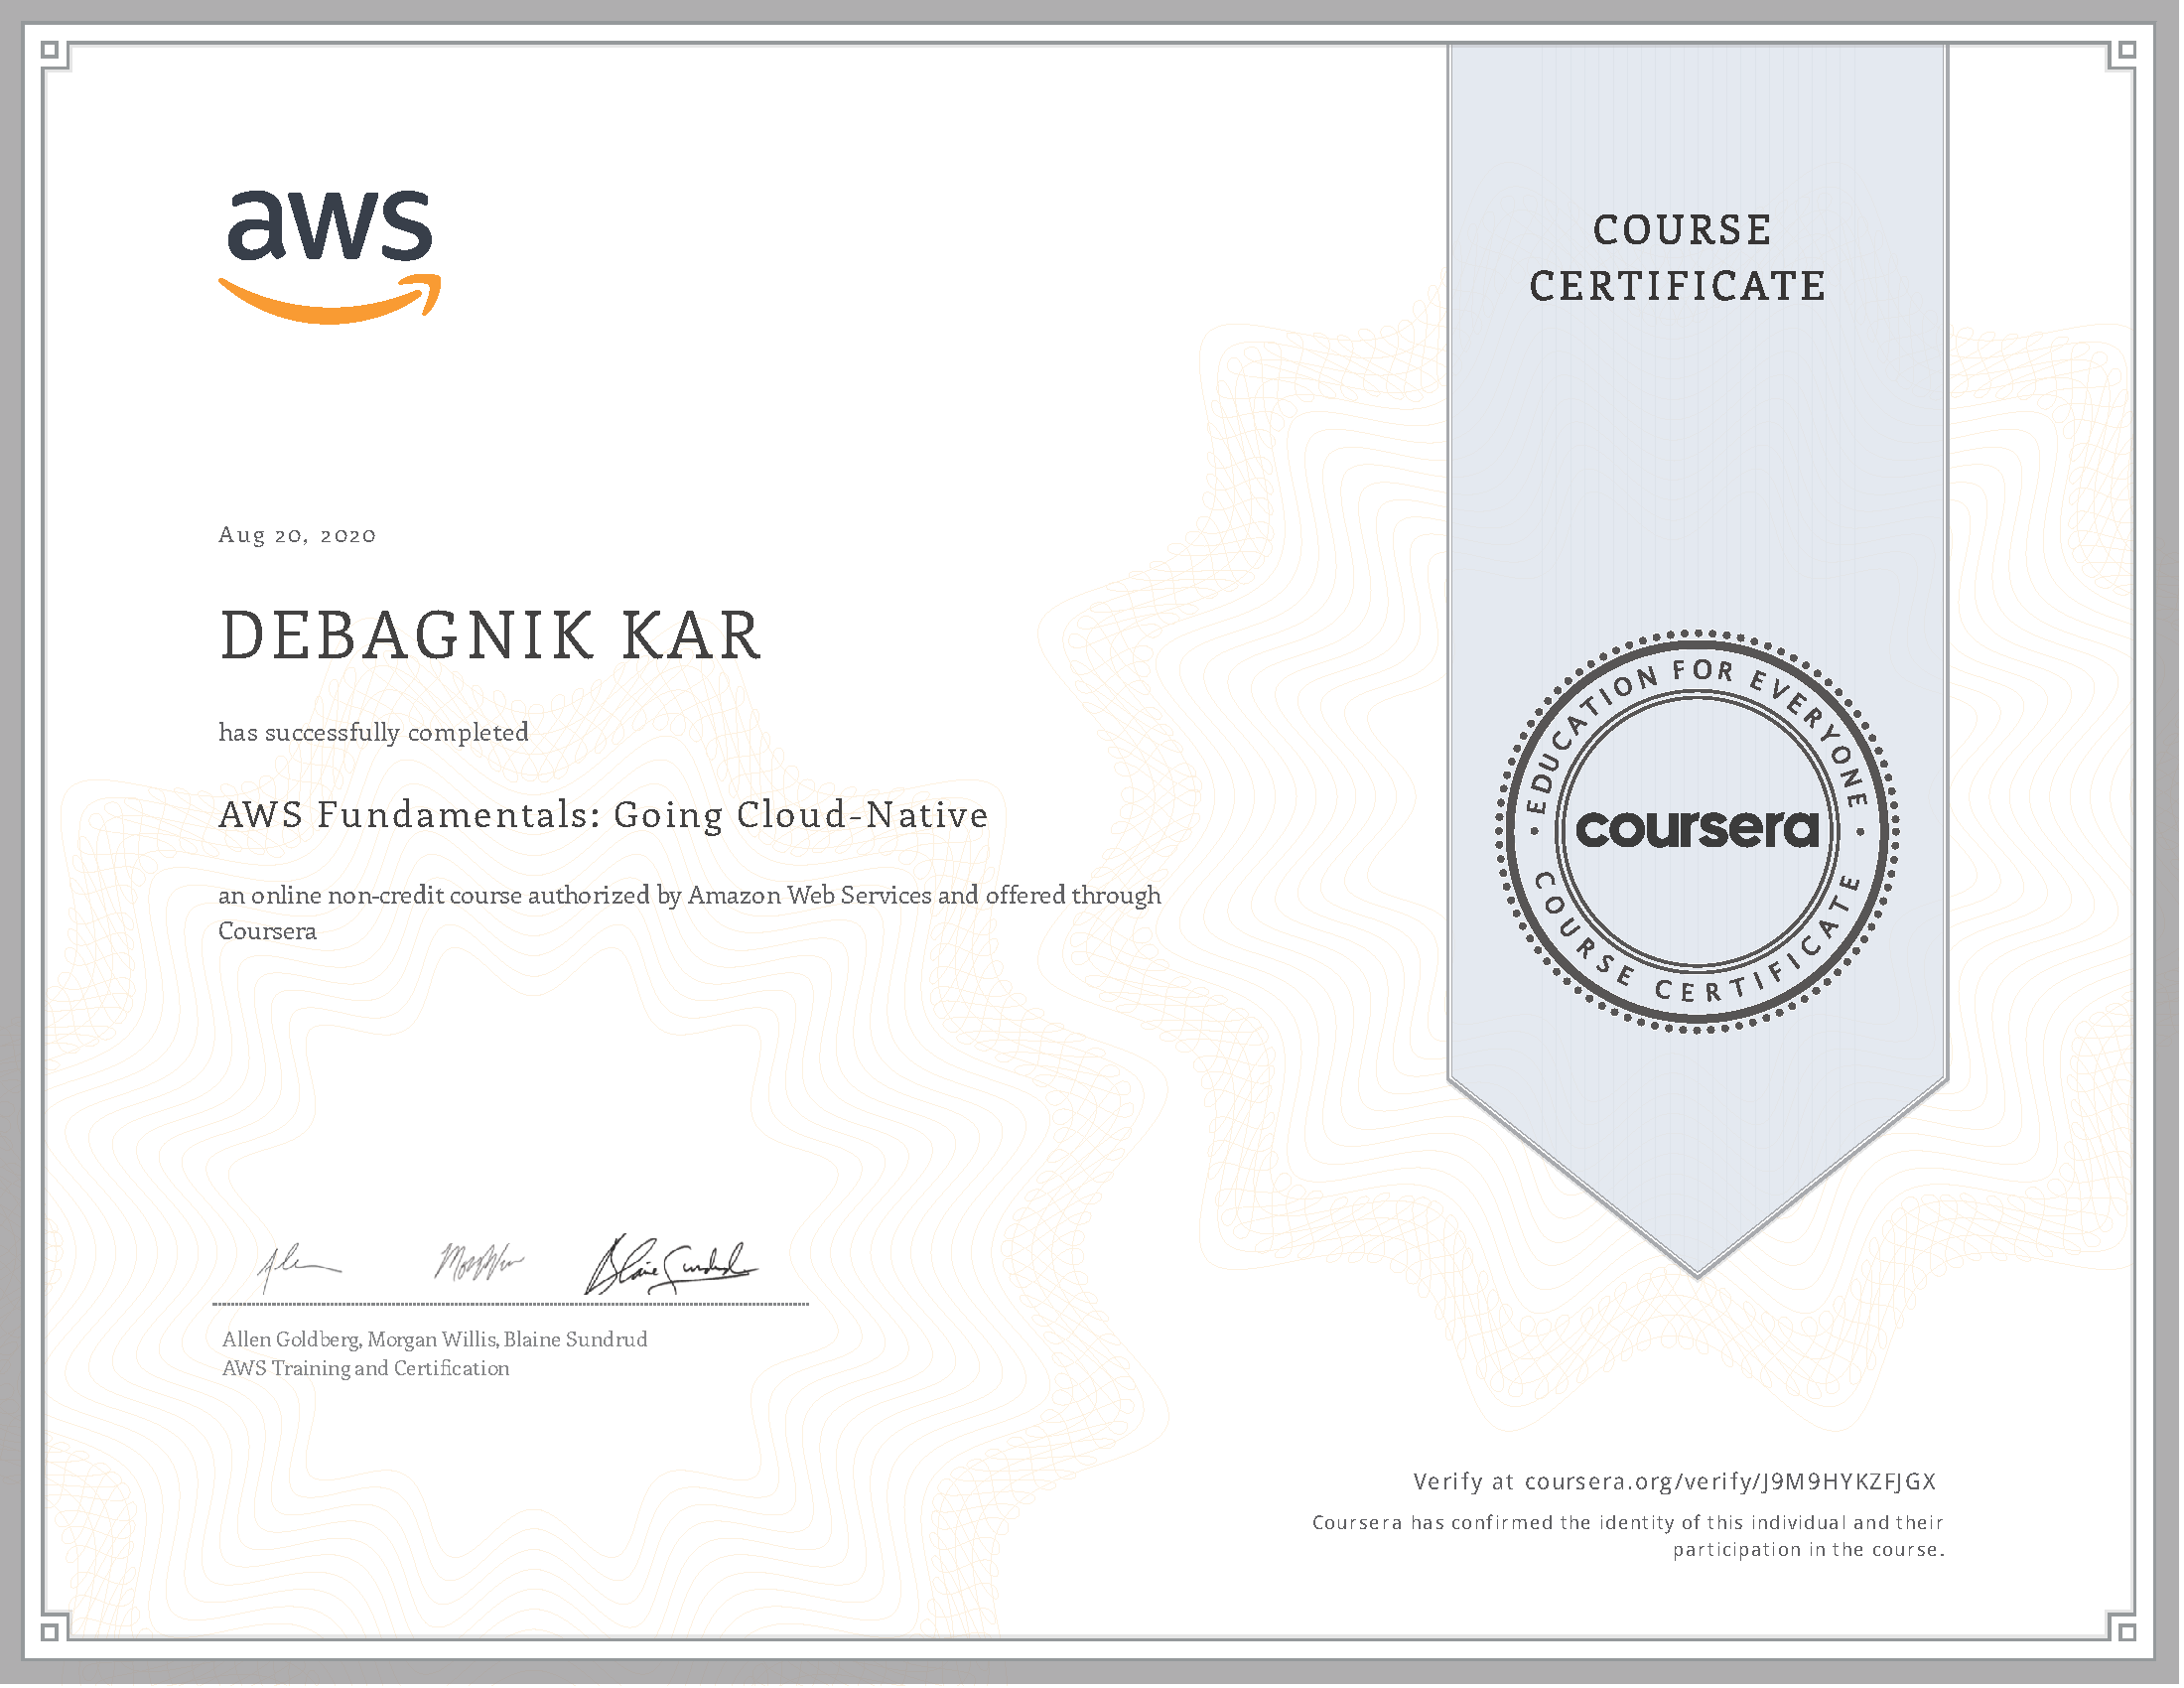 aws
COURSE
CERTIFICATE
Aug 20, 2020
DEBAGNIK KAR
has successfully completed
AWS Fundamentals: Going Cloud-Native
an online non-credit course authorized by Amazon Web Services and offered through
Coursera
EDUCATION FOR EVERYONE
coursera
COURSE CERTIFICATE
Allen Goldberg, Morgan Willis, Blaine Sundrud
AWS Training and Certification
Verify at coursera.org/verify/J9M9HYKZFJGX
Coursera has confirmed the identity of this individual and their
participation in the course.